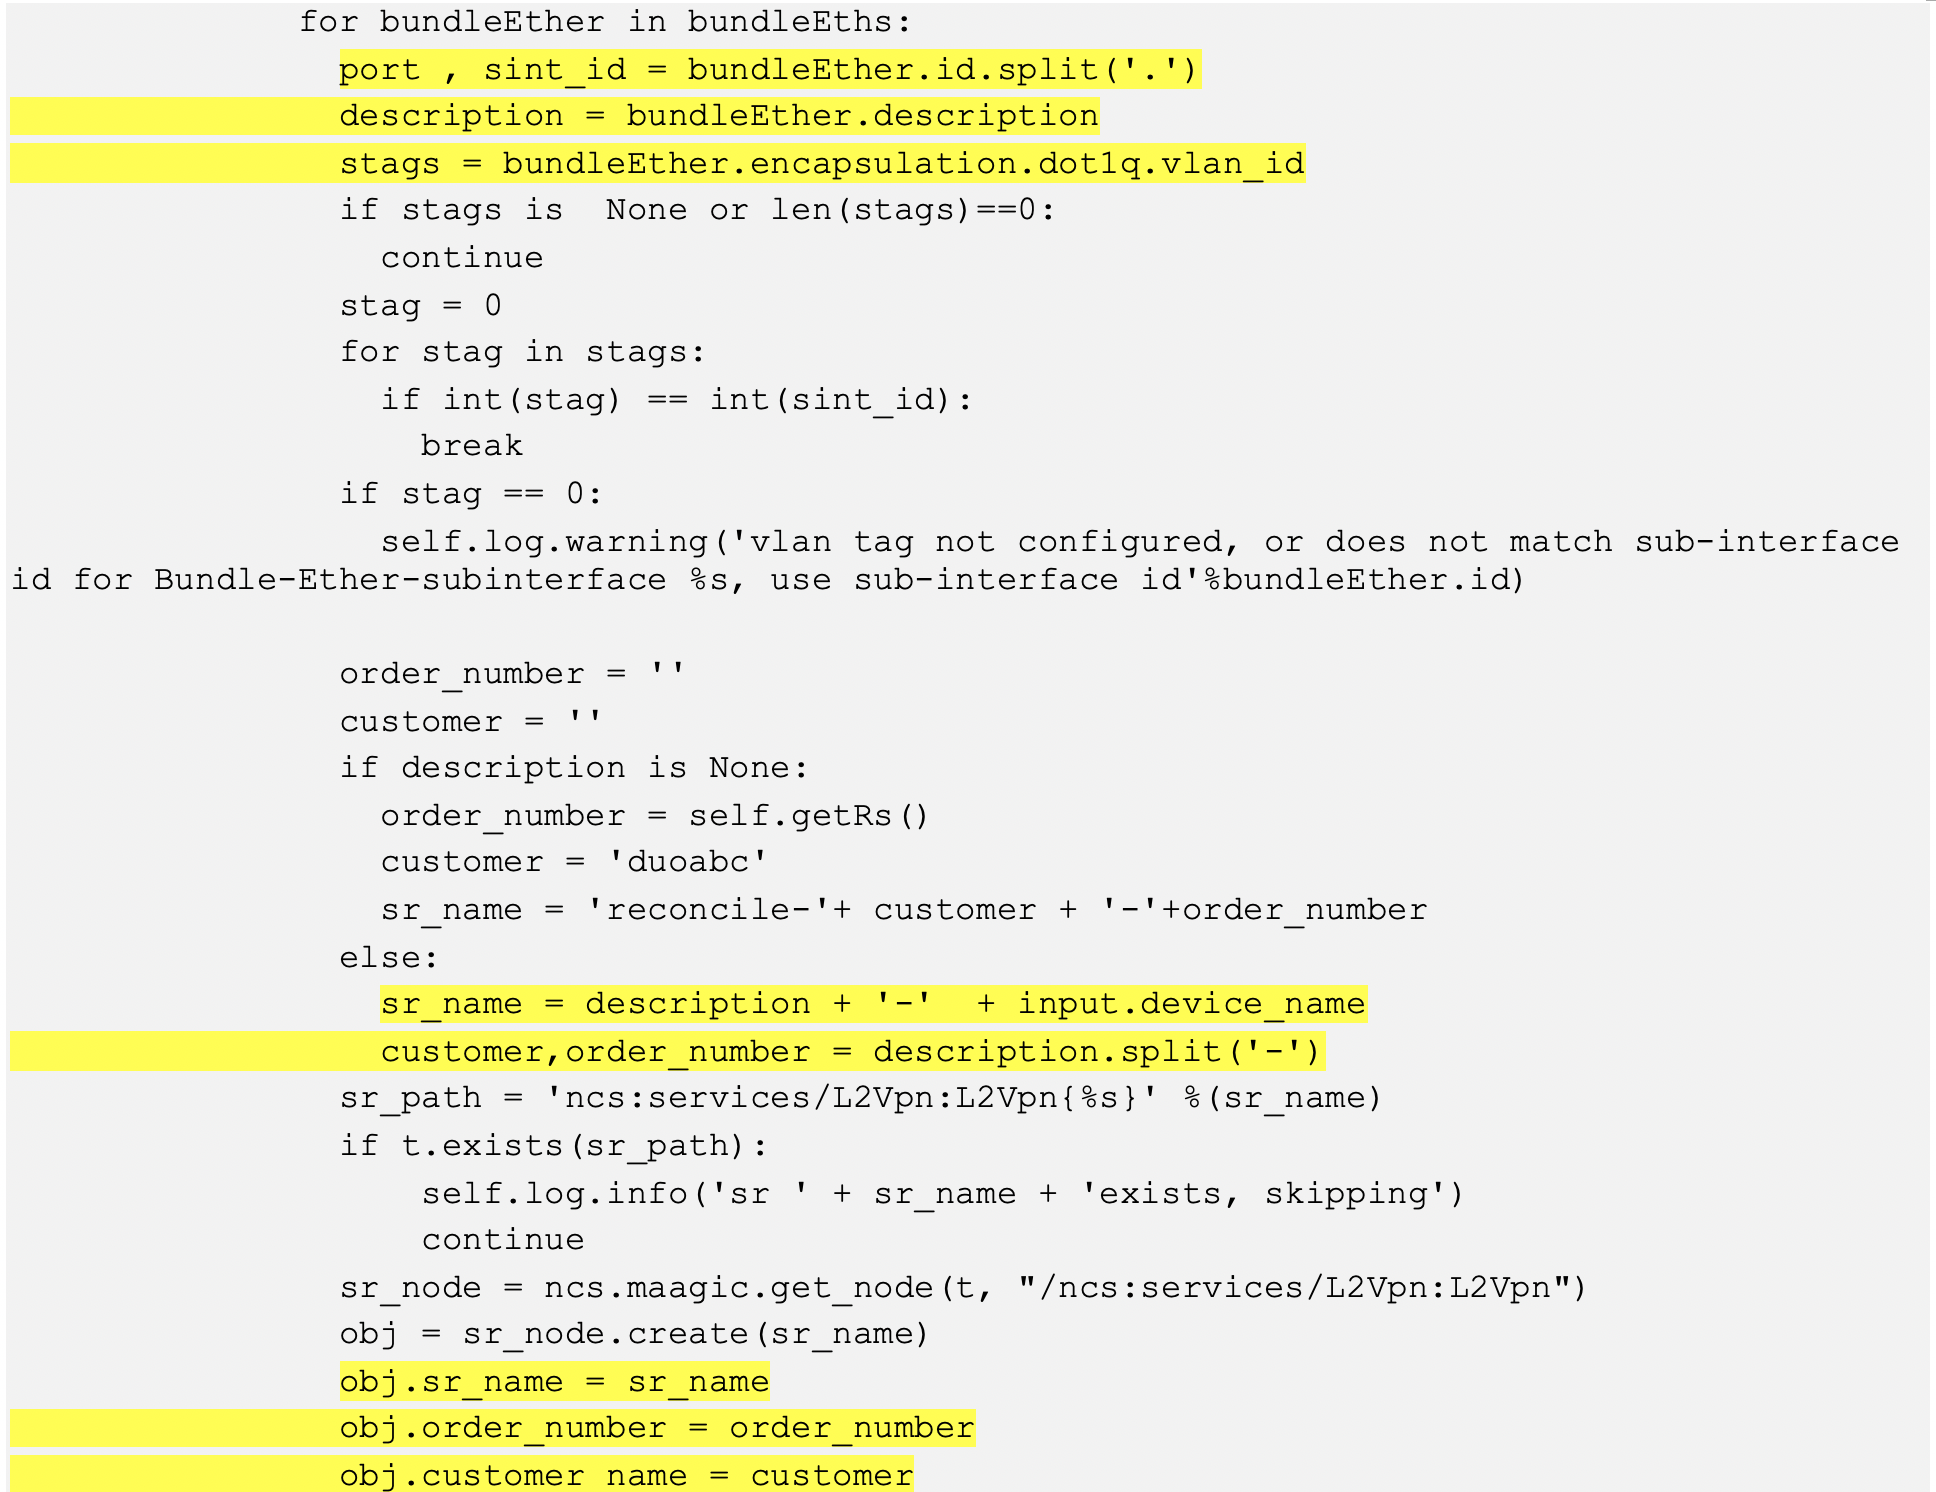 for bundleEther in bundleEths:
port , sint_id = bundleEther.id.split('.')
description = bundleEther.description
stags = bundleEther.encapsulation.dot1q.vlan_id
if stags is  None or len(stags)==0:
continue
stag = 0
for stag in stags:
if int(stag) == int(sint_id):
break
if stag == 0:
self.log.warning('vlan tag not configured, or does not match sub-interface
id for Bundle-Ether-subinterface %s, use sub-interface id'%bundleEther.id)
order_number = ''
customer = ''
if description is None:
order_number = self.getRs()
customer = 'duoabc'
sr_name = 'reconcile-'+ customer + '-'+order_number
else:
sr_name = description + '-'  + input.device_name
customer,order_number = description.split('-')
sr_path = 'ncs:services/L2Vpn:L2Vpn{%s}' %(sr_name)
if t.exists(sr_path):
self.log.info('sr ' + sr_name + 'exists, skipping')
continue
sr_node = ncs.maagic.get_node(t, "/ncs:services/L2Vpn:L2Vpn")
obj = sr_node.create(sr_name)
obj.sr_name = sr_name
obj.order_number = order_number
obj.customer name = customer